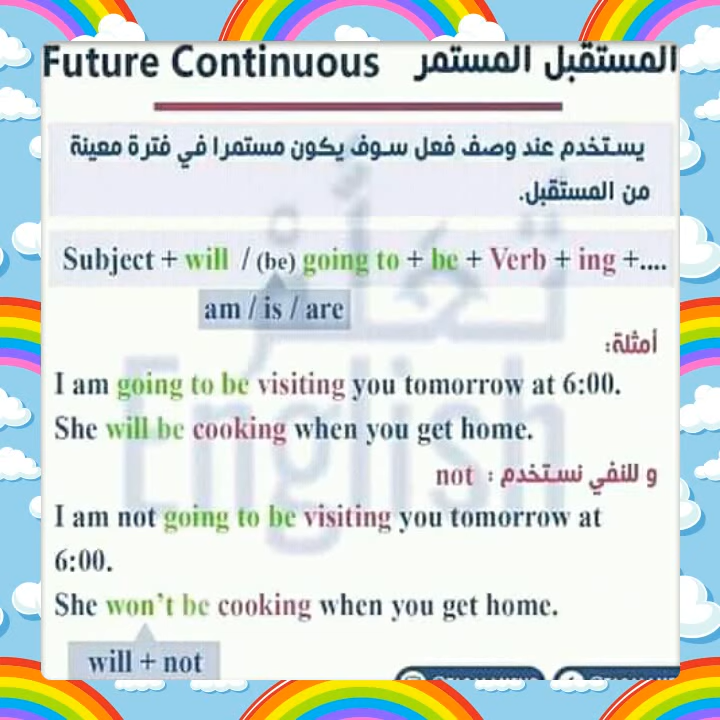 Future Continuous المستقبل المستمر
يستخدم عند وصف فعل سوف يكون مستمرا في فترة معينة
من المستقبل.
Subject + will / (be) going to + be + Verb + ing +....
am / is / are
أمثلة:
I am going to be visiting you tomorrow at 6:00.
She will be cooking when you get home.
و للنفي نستخدم : not
I am not going to be visiting you tomorrow at
6:00.
She won't be cooking when you get home.
will + not
تعلم
English